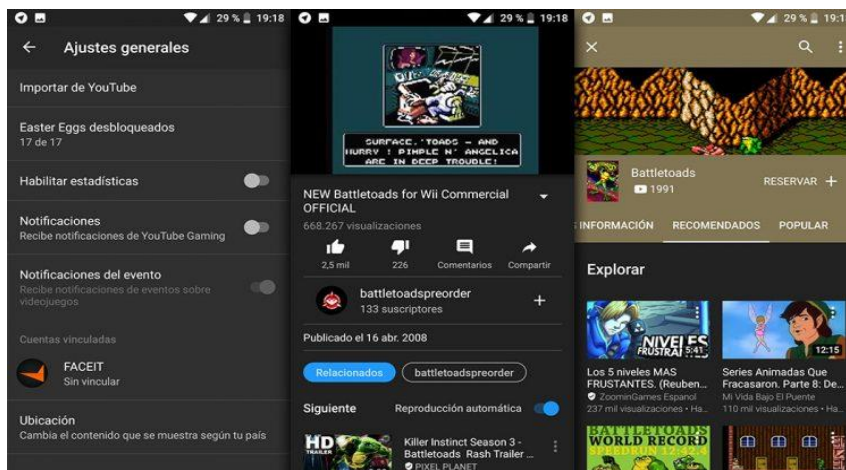 29 % 19:18
Ajustes generales
Importar de YouTube
Easter Eggs desbloqueados
17 de 17
Habilitar estadísticas
Notificaciones
Recibe notificaciones de YouTube Gaming
Notificaciones del evento
Recibe notificaciones de eventos sobre
videojuegos
Cuentas vinculadas
FACEIT
Sin vincular
Ubicación
Cambia el contenido que se muestra según tu país
29 % 19:18
SURFACE, 'TOADS - AND
HURRY ! PIMPLE N' ANGELICA
ARE IN DEEP TROUBLE!
NEW Battletoads for Wii Commercial
OFFICIAL
668.267 visualizaciones
2,5 mil 226 Comentarios Compartir
battletoadspreorder
133 suscriptores
Publicado el 16 abr. 2008
Relacionados battletoadspreorder
Siguiente Reproducción automática
HD
TRAILER
Killer Instinct Season 3 -
Battletoads Rash Trailer ...
PIXEL PLANET
29 % 19:1
Battletoads
1991
RESERVAR
INFORMACIÓN RECOMENDADOS POPULAR
Explorar
NIVELES
FRUSTRANTES
5:41
Los 5 niveles MAS
FRUSTANTES. (Reuben...
ZoominGames Espanol
237 mil visualizaciones • Ha...
12:15
Series Animadas Que
Fracasaron. Parte 8: De...
Mi Vida Bajo El Puente
110 mil visualizaciones • Ha...
BATTLETOADS
WORLD RECORD
SPEEDRUN 12:42.4